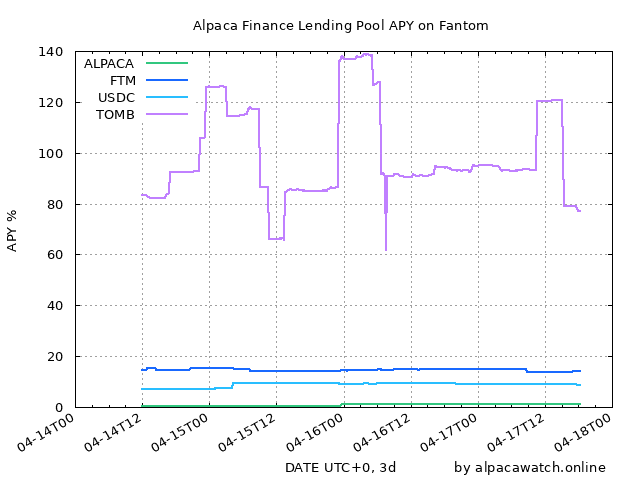 Alpaca Finance Lending Pool APY on Fantom
140
120
100
80
60
40
20
0
APY %
ALPACA
FTM
USDC
TOMB
04-14T00
04-14T12
04-15T00
04-15T12
04-16T00
04-16T12
04-17T00
04-17T12
04-18T00
DATE UTC+0, 3d
by alpacawatch.online